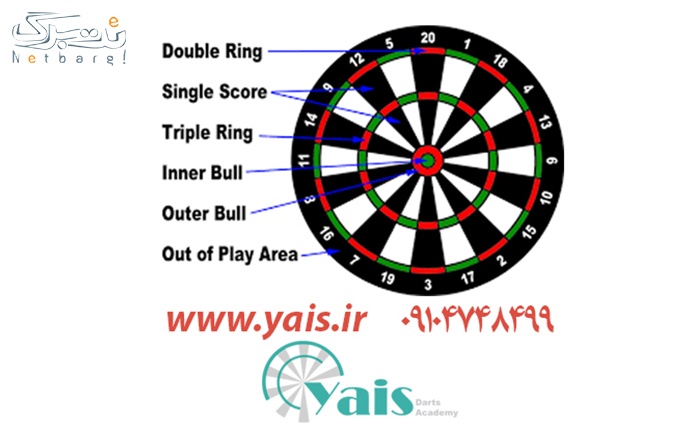 نت برگ
Netbarg!
Double Ring
Single Score
Triple Ring
Inner Bull
Outer Bull
Out of Play Area
20
1
18
4
13
6
10
15
2
17
3
19
7
16
8
11
14
9
12
5
www.yais.ir
۰۹۱۰۴۷۴۸۴۹۹
yais
Darts
Academy